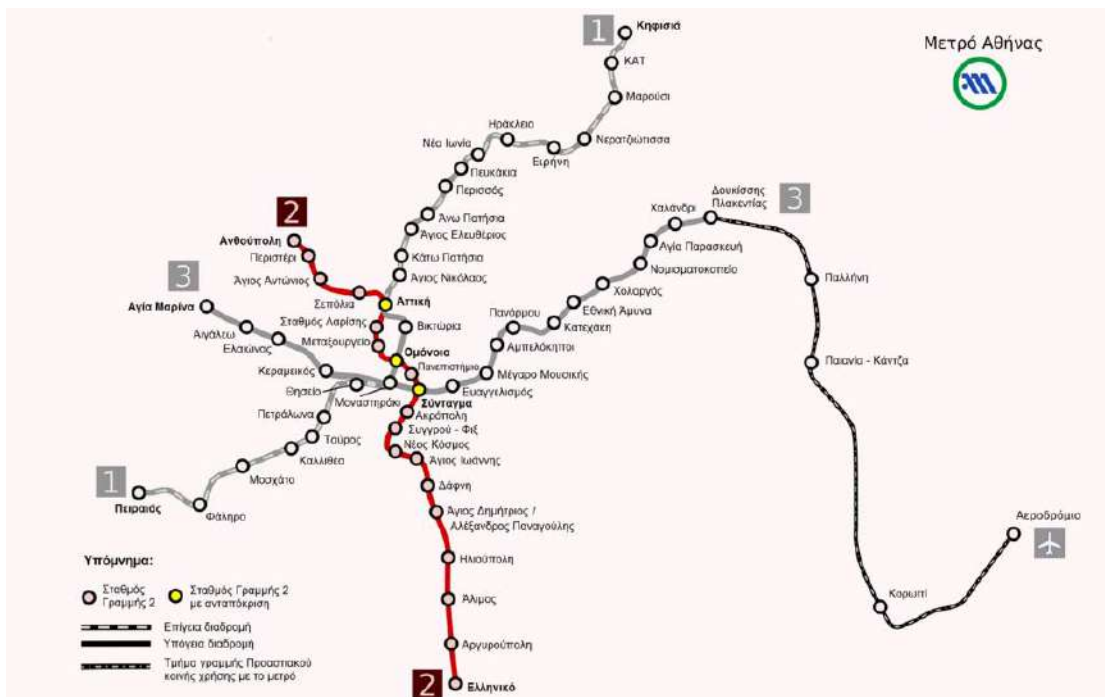 1
Κηφισιά
Μετρό Αθήνας
ΚΑΤ
Μαρούσι
Ηράκλειο
Νερατζιώτισσα
Νέα Ιωνία
Ειρήνη
Πευκάκια
Περισσός
Δουκίσσης
Πλακεντίας
3
Χαλάνδρι
2
Άνω Πατήσια
Άγιος Ελευθέριος
Ανθούπολη
Αγία Παρασκευή
Περιστέρι
Κάτω Πατήσια
Νομισματοκοπείο
3
Άγιος Αντώνιος
Άγιος Νικόλαος
Παλλήνη
Χολαργός
Αγία Μαρίνα
Σεπόλια
Αττική
Εθνική Άμυνα
Πανόρμου
Κατεχάκη
Σταθμός Λαρίσης
Βικτώρια
Αιγάλεω
Μεταξουργείο
Αμπελόκηποι
Ελαιώνας
Ομόνοια
Παιανία - Κάντζα
Πανεπιστήμιο
Κεραμεικός
Μέγαρο Μουσικής
Θησείο
Μοναστηράκι
Ευαγγελισμός
Σύνταγμα
Πετράλωνα
Ακρόπολη
Συγγρού - Φιξ
Ταύρος
Νέος Κόσμος
Καλλιθέα
Άγιος Ιωάννης
Μοσχάτο
1
Δάφνη
Πειραιάς
Φάληρο
Άγιος Δημήτριος /
Αλέξανδρος Παναγούλης
Αεροδρόμιο
Ηλιούπολη
Υπόμνημα:
Σταθμός
Γραμμής 2
Σταθμός Γραμμής 2
με ανταπόκριση
Άλιμος
Κορωπί
Επίγεια διαδρομή
Υπόγεια διαδρομή
Αργυρούπολη
Τμήμα γραμμής Προαστιακού
κοινής χρήσης με το μετρό
2
Ελληνικό